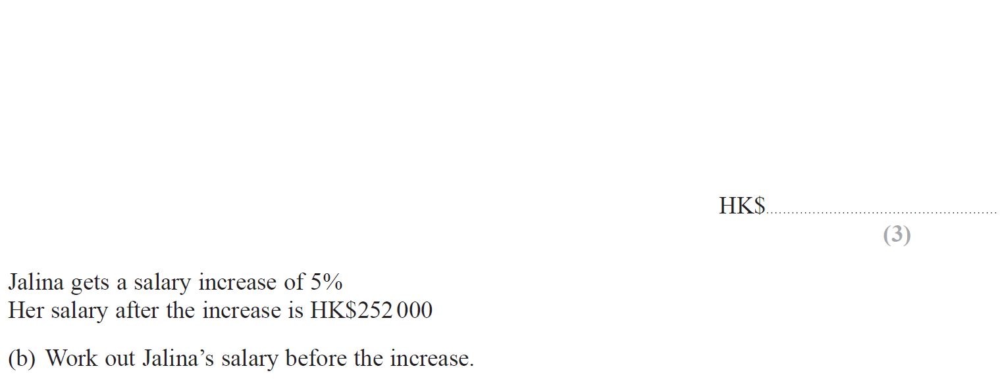 HK$......................................................
(3)
Jalina gets a salary increase of 5%
Her salary after the increase is HK$252 000
(b) Work out Jalina’s salary before the increase.